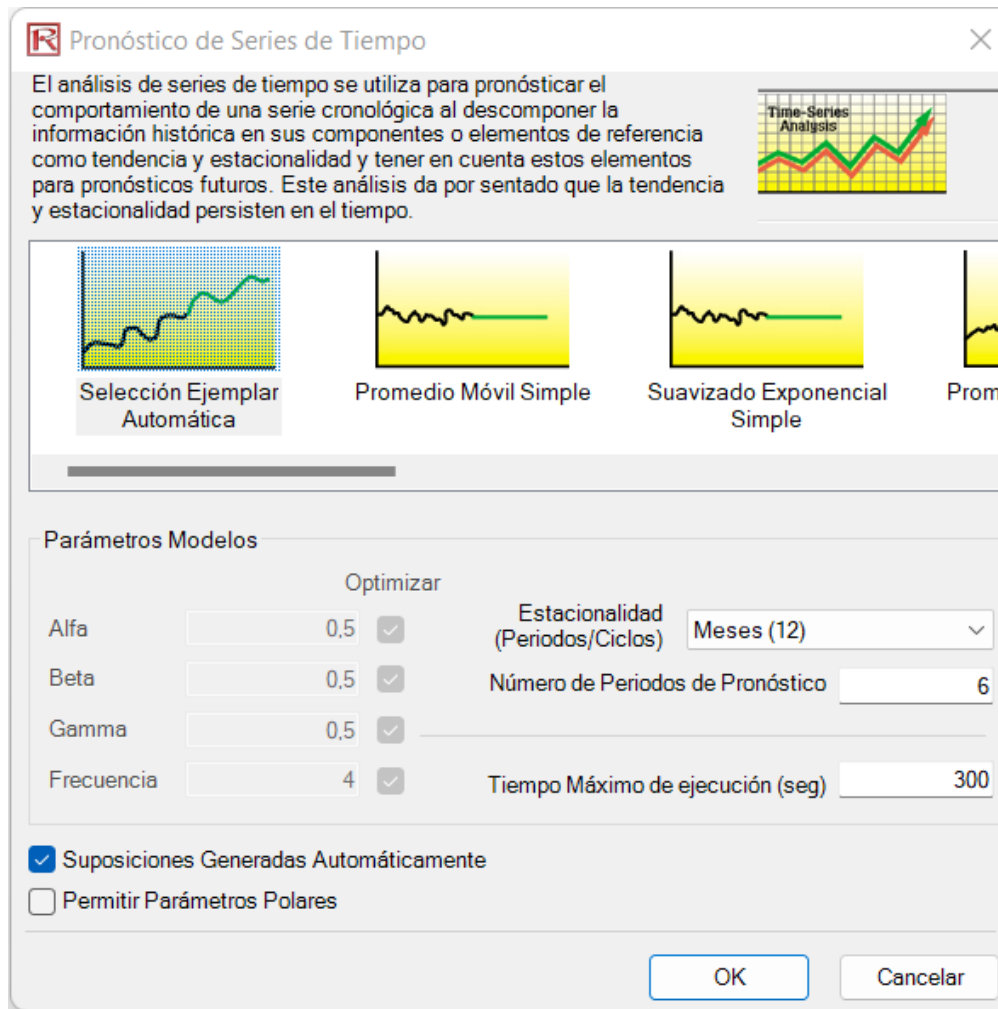 Pronóstico de Series de Tiempo
El análisis de series de tiempo se utiliza para pronósticar el
comportamiento de una serie cronológica al descomponer la
información histórica en sus componentes o elementos de referencia
como tendencia y estacionalidad y tener en cuenta estos elementos
para pronósticos futuros. Este análisis da por sentado que la tendencia
y estacionalidad persisten en el tiempo.
Time-Series
Analysis
Selección Ejemplar
Automática
Promedio Móvil Simple
Suavizado Exponencial
Simple
Prom
Parámetros Modelos
Optimizar
Alfa 0,5
Beta 0,5
Gamma 0,5
Frecuencia 4
Estacionalidad
(Periodos/Ciclos) Meses (12)
Número de Periodos de Pronóstico 6
Tiempo Máximo de ejecución (seg) 300
Suposiciones Generadas Automáticamente
Permitir Parámetros Polares
OK Cancelar